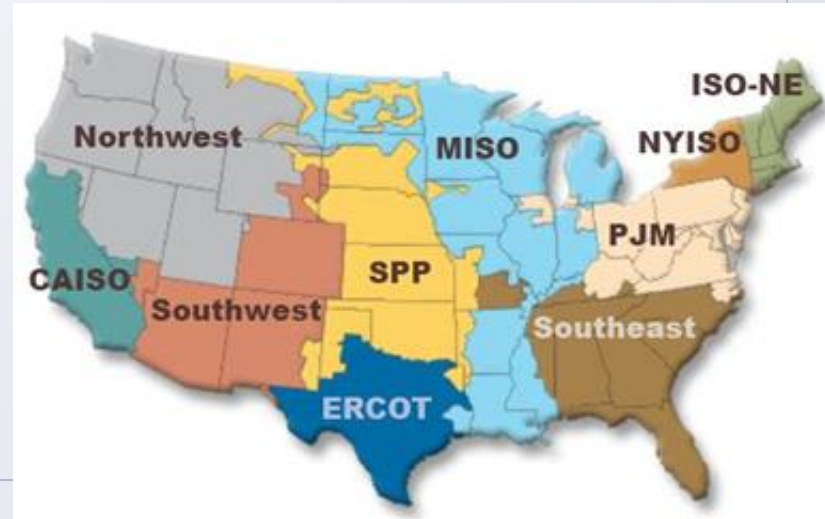 ISO-NE
Northwest
MISO
NYISO
PJM
CAISO
SPP
Southwest
Southeast
ERCOT